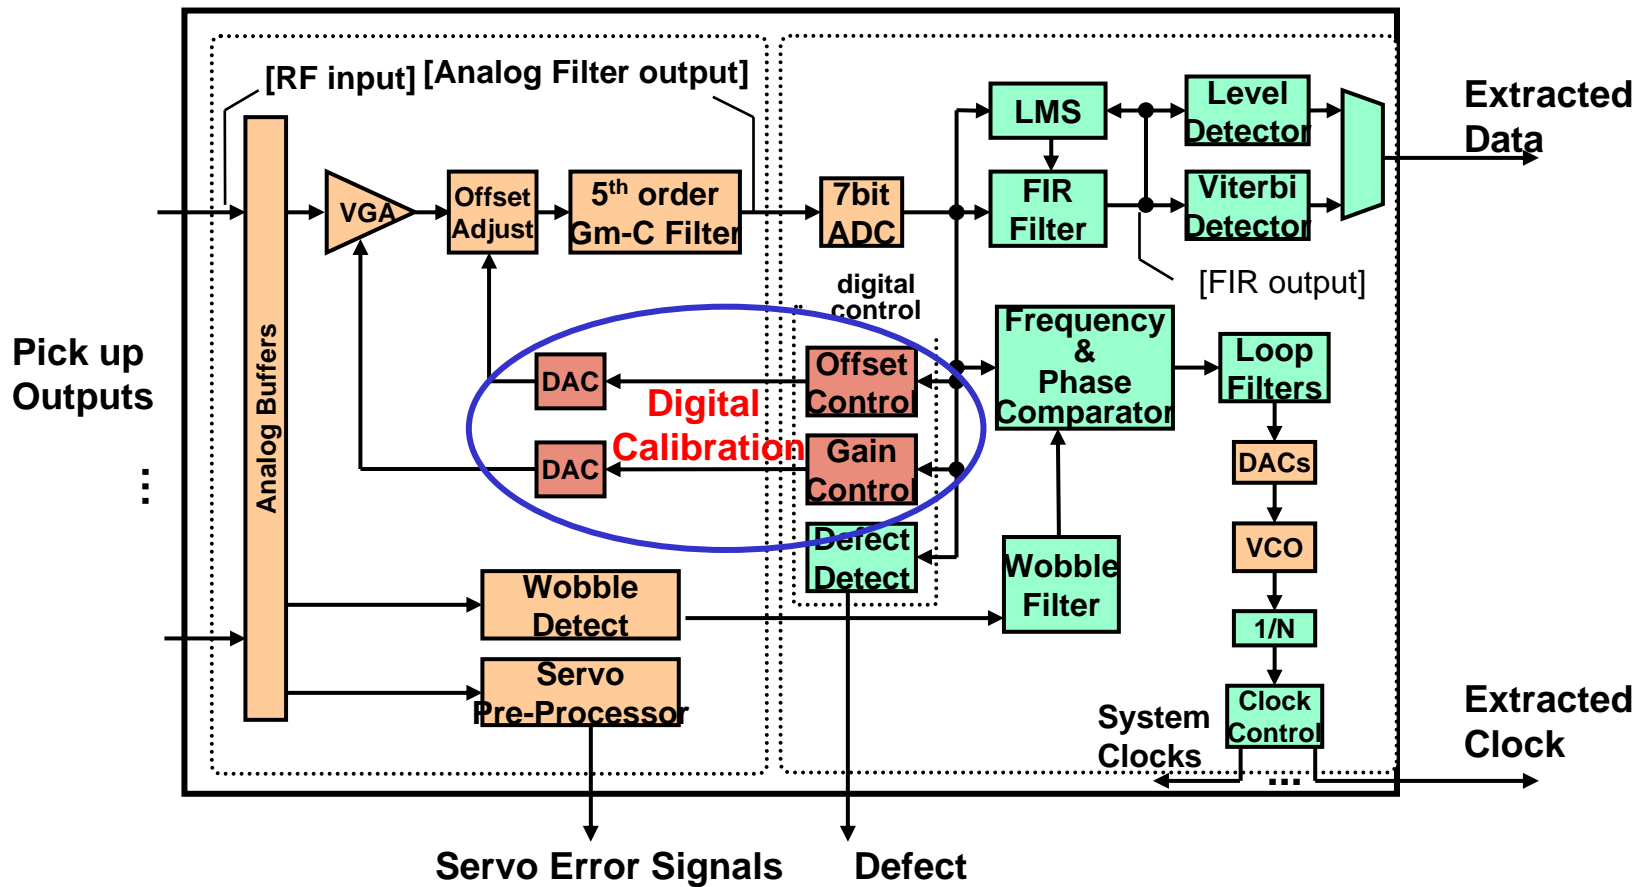 [RF input]
[Analog Filter output]
Pick up
Outputs
...
Analog Buffers
VGA
Offset
Adjust
5th order
Gm-C Filter
7bit
ADC
LMS
FIR
Filter
Level
Detector
Viterbi
Detector
Extracted
Data
[FIR output]
digital
control
DAC
Offset
Control
Digital
Calibration
DAC
Gain
Control
Defect
Detect
Frequency
&
Phase
Comparator
Loop
Filters
DACs
VCO
1/N
Clock
Control
Wobble
Filter
Wobble
Detect
Servo
Pre-Processor
System
Clocks
...
Extracted
Clock
Servo Error Signals
Defect